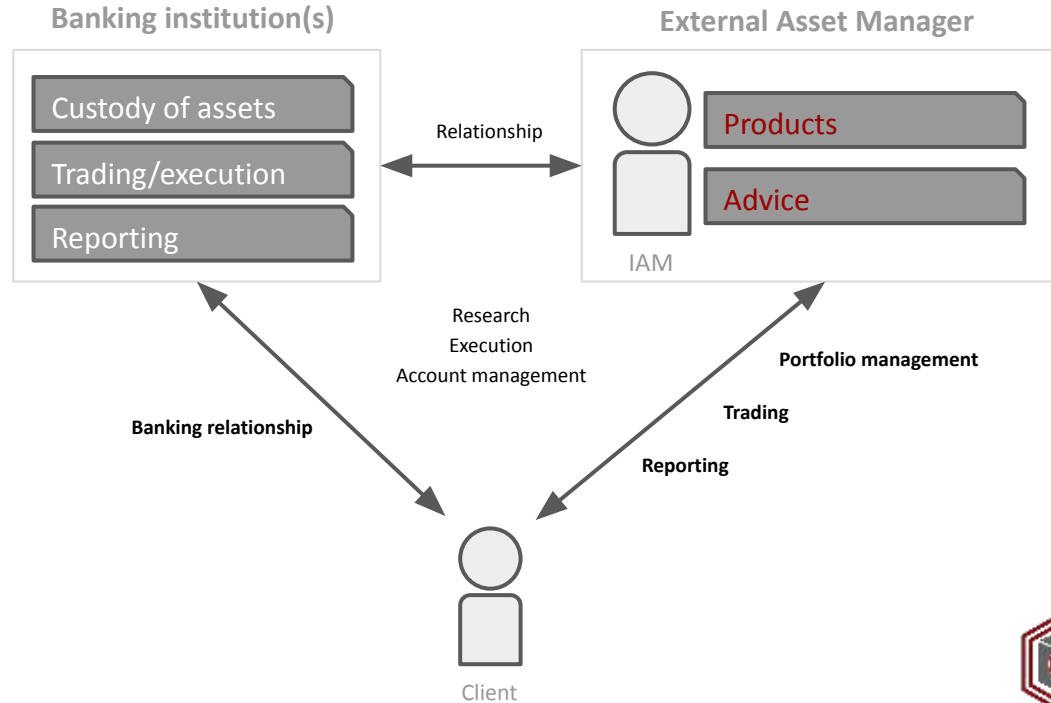 Banking institution(s)
External Asset Manager
Custody of assets
Trading/execution
Reporting
Relationship
Products
Advice
IAM
Research
Execution
Account management
Banking relationship
Portfolio management
Trading
Reporting
Client